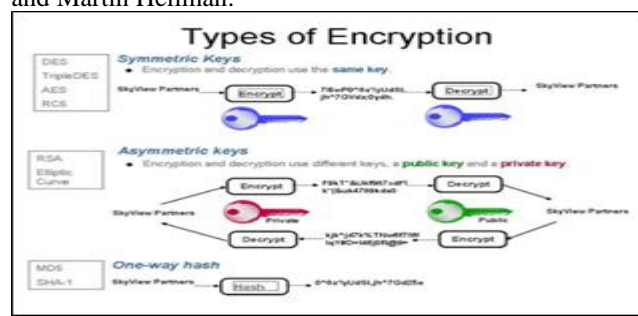 and Martin Hellman.
Types of Encryption
DES
TripleDES
AES
RC5
Symmetric Keys
• Encryption and decryption use the same key.
SkyView Partners
Encrypt
Decrypt
SkyView Partners
RSA
Elliptic
Curve
Asymmetric keys
• Encryption and decryption use different keys, a public key and a private key.
Encrypt
Decrypt
SkyView Partners
Private
Public
SkyView Partners
Decrypt
Encrypt
MD5
SHA-1
One-way hash
SkyView Partners
Hash